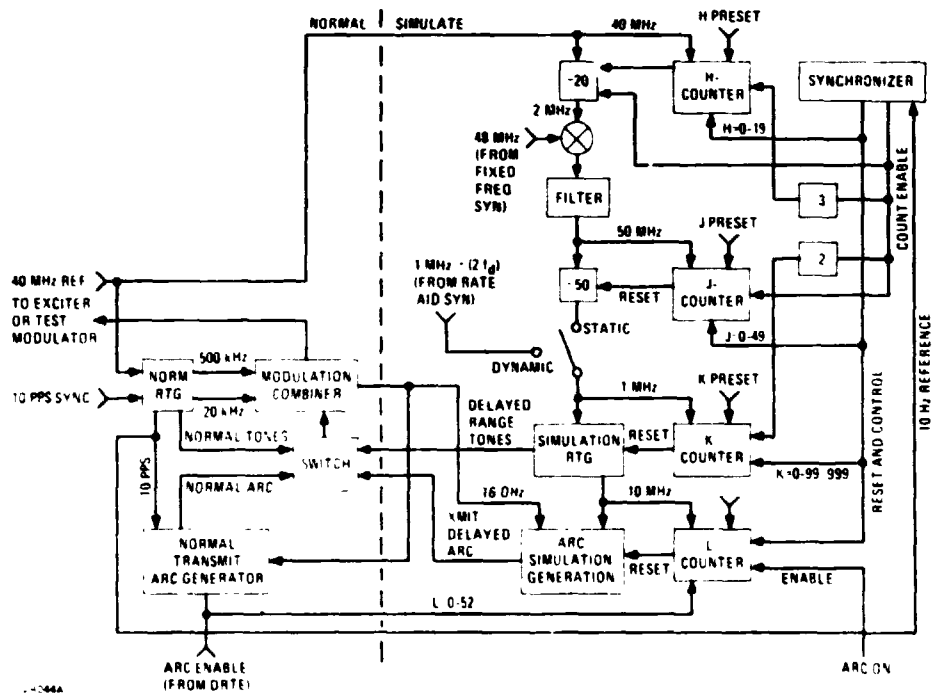 NORMAL
SIMULATE
40 MHz
H PRESET
÷20
H-
COUNTER
SYNCHRONIZER
2 MHz
H=0-19
48 MHz
(FROM
FIXED
FREQ
SYN)
FILTER
3
COUNT ENABLE
50 MHz
J PRESET
2
40 MHz REF
TO EXCITER
OR TEST
MODULATOR
1 MHz - (2 fd)
(FROM RATE
AID SYN)
÷50
RESET
J-
COUNTER
STATIC
J=0-49
DYNAMIC
500 kHz
NORM
RTG
MODULATION
COMBINER
10 PPS SYNC
20 kHz
1 MHz
K PRESET
10 Hz REFERENCE
NORMAL TONES
DELAYED
RANGE
TONES
SIMULATION
RTG
RESET
K
COUNTER
SWITCH
10 PPS
NORMAL ARC
K=0-99 999
RESET AND CONTROL
16 OHz
10 MHz
XMIT
DELAYED
ARC
NORMAL
TRANSMIT
ARC GENERATOR
ARC
SIMULATION
GENERATION
RESET
L
COUNTER
ENABLE
L 0-52
ARC ENABLE
(FROM DRTE)
ARC ON